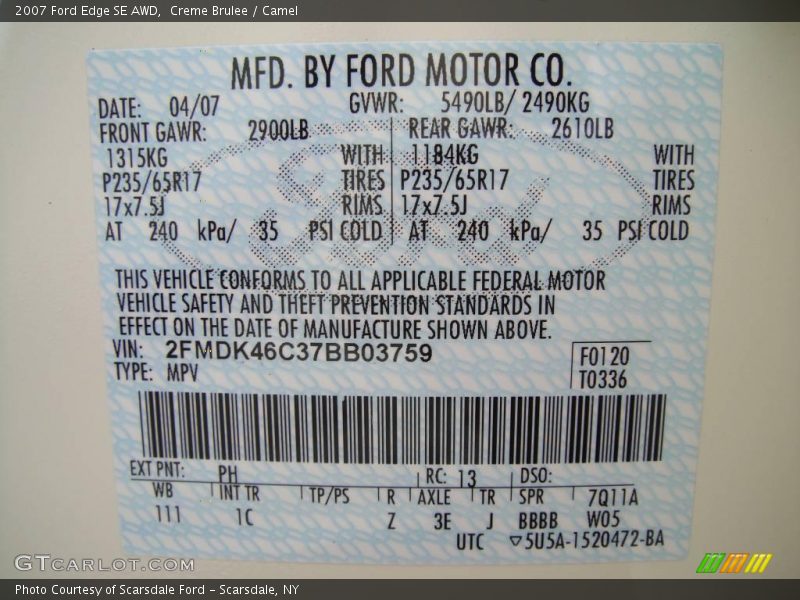 2007 Ford Edge SE AWD,  Creme Brulee / Camel
MFD. BY FORD MOTOR CO.
DATE: 04/07 GVWR: 5490LB/ 2490KG
FRONT GAWR: 2900LB REAR GAWR: 2610LB
1315KG WITH 1184KG WITH
P235/65R17 TIRES P235/65R17 TIRES
17x7.5J RIMS 17x7.5J RIMS
AT 240 kPa/ 35 PSI COLD AT 240 kPa/ 35 PSI COLD
THIS VEHICLE CONFORMS TO ALL APPLICABLE FEDERAL MOTOR
VEHICLE SAFETY AND THEFT PREVENTION STANDARDS IN
EFFECT ON THE DATE OF MANUFACTURE SHOWN ABOVE.
VIN: 2FMDK46C37BB03759 F0120
TYPE: MPV T0336
EXT PNT: PH RC: 13 DSO:
WB INT TR TP/PS R AXLE TR SPR 7Q11A
111 1C Z 3E J BBBB W05
UTC ▽5U5A-1520472-BA
GTCARLOT.COM
Photo Courtesy of Scarsdale Ford - Scarsdale, NY